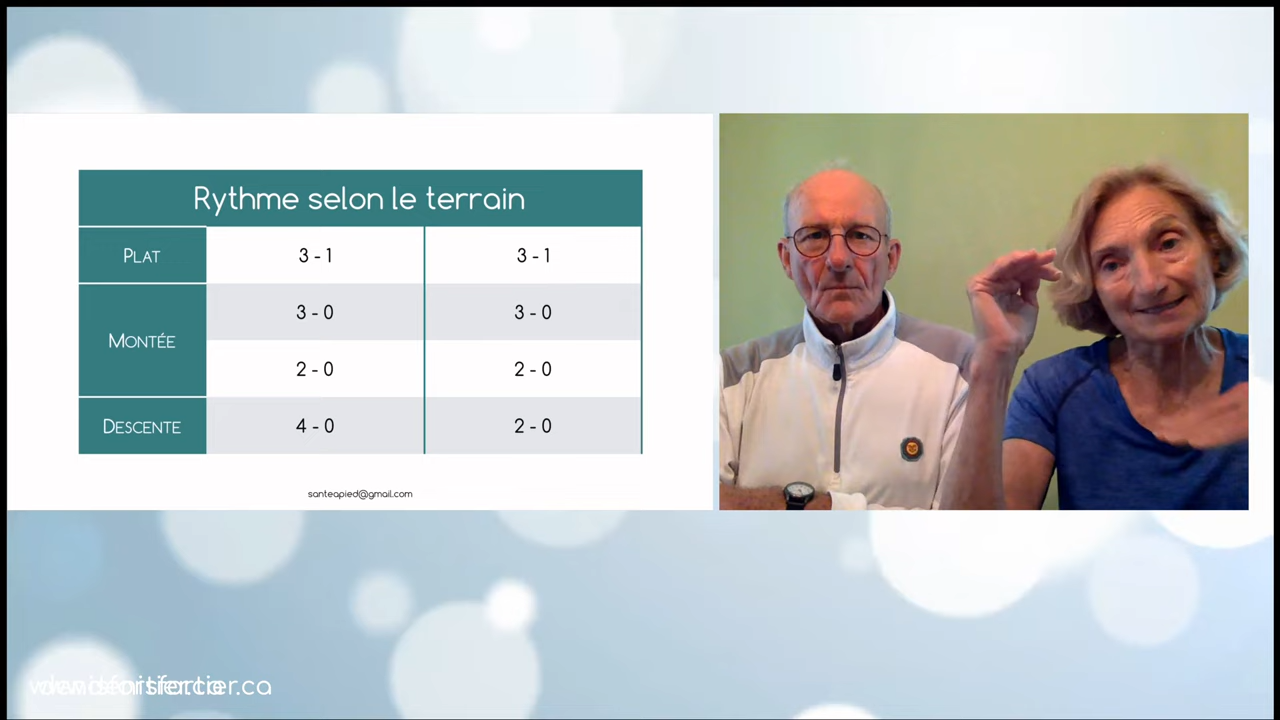 Rythme selon le terrain
PLAT 3 - 1 3 - 1
MONTÉE 3 - 0 3 - 0
2 - 0 2 - 0
DESCENTE 4 - 0 2 - 0
santeapied@gmail.com